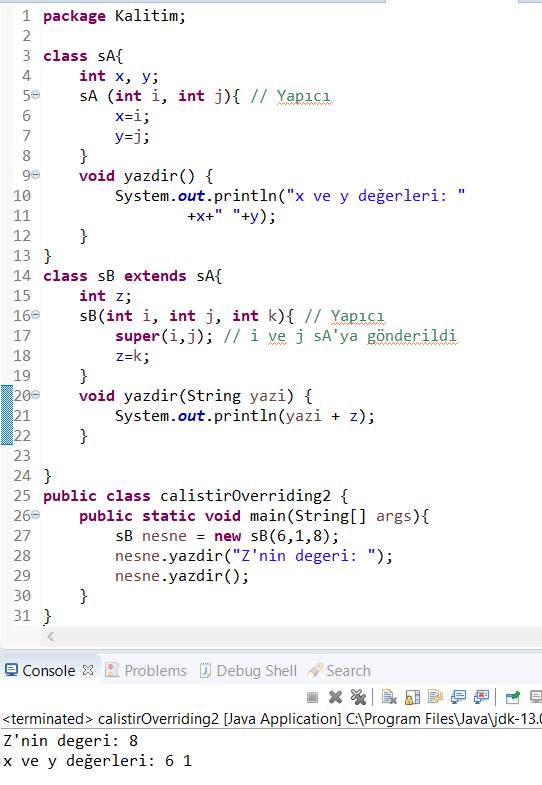 1 package Kalitim;
2
3 class sA{
4 int x, y;
5 sA (int i, int j){ // Yapıcı
6 x=i;
7 y=j;
8 }
9 void yazdir() {
10 System.out.println("x ve y değerleri: "
11 +x+" "+y);
12 }
13 }
14 class sB extends sA{
15 int z;
16 sB(int i, int j, int k){ // Yapıcı
17 super(i,j); // i ve j sA'ya gönderildi
18 z=k;
19 }
20 void yazdir(String yazi) {
21 System.out.println(yazi + z);
22 }
23
24 }
25 public class calistirOverriding2 {
26 public static void main(String[] args){
27 sB nesne = new sB(6,1,8);
28 nesne.yazdir("Z'nin degeri: ");
29 nesne.yazdir();
30 }
31 }
Console Problems Debug Shell Search
<terminated> calistirOverriding2 [Java Application] C:\Program Files\Java\jdk-13.0
Z'nin degeri: 8
x ve y değerleri: 6 1